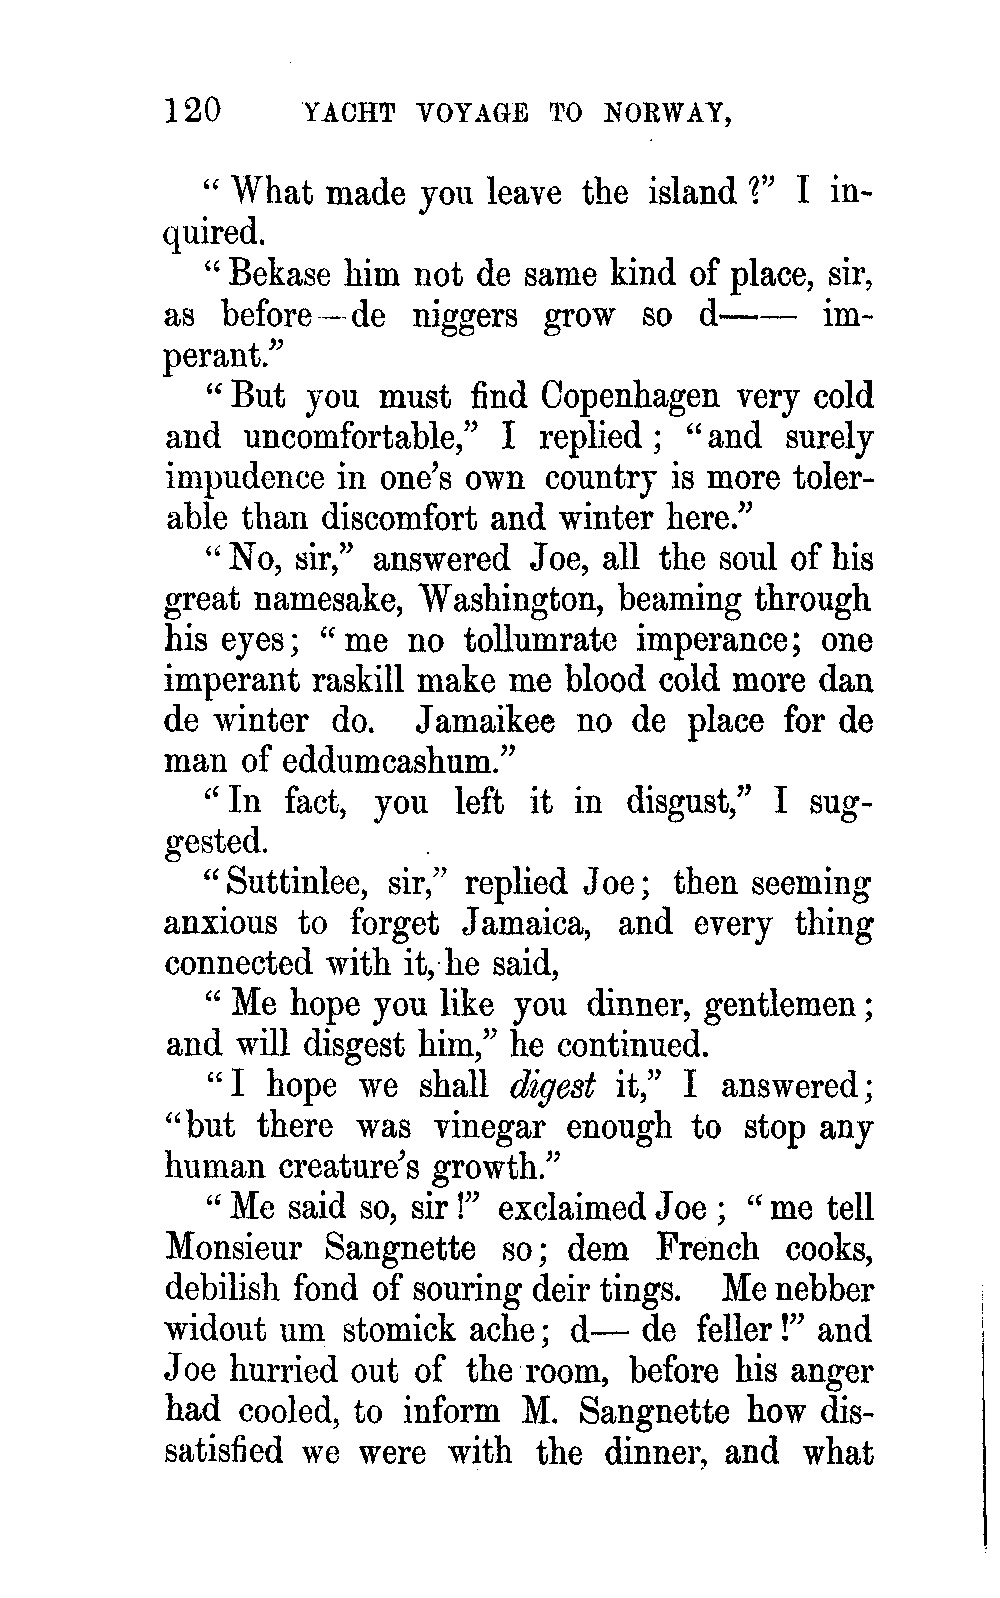 120 YACHT VOYAGE TO NORWAY,
“ What made you leave the island ?” I in-
quired.
“ Bekase him not de same kind of place, sir,
as before—de niggers grow so d—— im-
perant.”
“ But you must find Copenhagen very cold
and uncomfortable,” I replied ; “and surely
impudence in one’s own country is more toler-
able than discomfort and winter here.”
“ No, sir,” answered Joe, all the soul of his
great namesake, Washington, beaming through
his eyes; “ me no tollumrate imperance; one
imperant raskill make me blood cold more dan
de winter do. Jamaikee no de place for de
man of eddumcashum.”
“ In fact, you left it in disgust,” I sug-
gested.
“ Suttinlee, sir,” replied Joe; then seeming
anxious to forget Jamaica, and every thing
connected with it, he said,
“ Me hope you like you dinner, gentlemen ;
and will disgest him,” he continued.
“ I hope we shall digest it,” I answered;
“but there was vinegar enough to stop any
human creature’s growth.”
“ Me said so, sir !” exclaimed Joe ; “ me tell
Monsieur Sangnette so; dem French cooks,
debilish fond of souring deir tings. Me nebber
widout um stomick ache; d— de feller !” and
Joe hurried out of the room, before his anger
had cooled, to inform M. Sangnette how dis-
satisfied we were with the dinner, and what